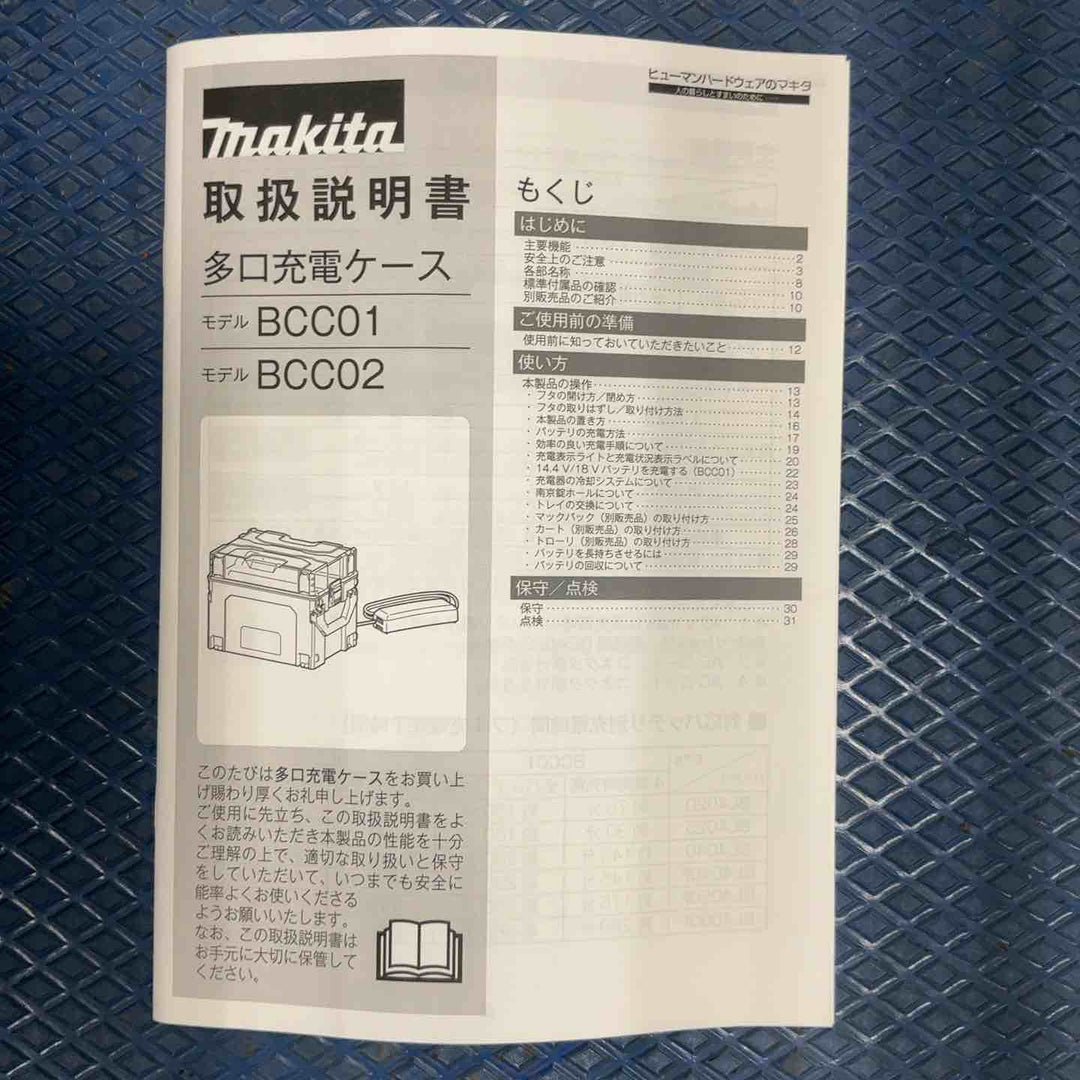 makita
取扱説明書
多口充電ケース
モデル BCC01
モデル BCC02
このたびは多口充電ケースをお買い上
げ賜わり厚くお礼申し上げます。
ご使用に先立ち、この取扱説明書をよ
くお読みいただき本製品の性能を十分
ご理解の上で、適切な取り扱いと保守
をしていただいて、いつまでも安全に
能率よくお使いくださる
ようお願いいたします。
なお、この取扱説明書は
お手元に大切に保管して
ください。
ヒューマンハードウェアのマキタ
人の暮らしとすまいのために
もくじ
はじめに
主要機能 2
安全上のご注意 3
各部名称 8
標準付属品の確認 10
別販売品のご紹介 10
ご使用前の準備
使用前に知っておいていただきたいこと 12
使い方
本製品の操作 13
・フタの開け方／閉め方 13
・フタの取りはずし／取り付け方法 14
・本製品の置き方 16
・バッテリの充電方法 17
・効率の良い充電手順について 19
・充電表示ライトと充電状況表示ラベルについて 20
・14.4 V/18 Vバッテリを充電する（BCC01） 22
・充電器の冷却システムについて 23
・南京錠ホールについて 24
・トレイの交換について 24
・マックパック（別販売品）の取り付け方 25
・カート（別販売品）の取り付け方 26
・トローリ（別販売品）の取り付け方 28
・バッテリを長持ちさせるには 29
・バッテリの回収について 29
保守／点検
保守 30
点検 31